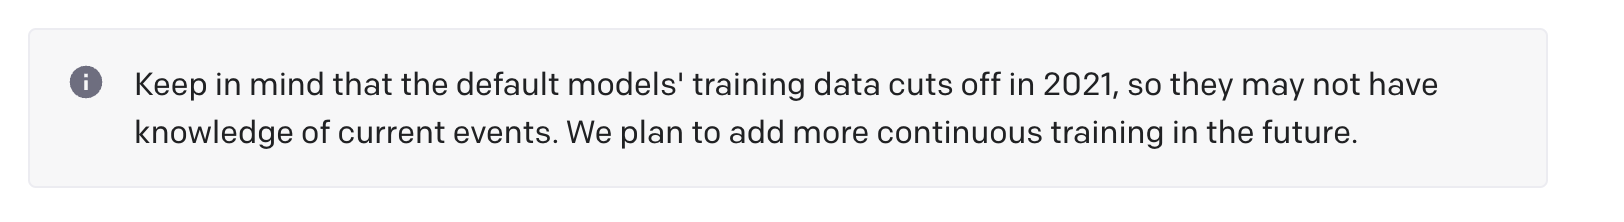 Keep in mind that the default models' training data cuts off in 2021, so they may not have
knowledge of current events. We plan to add more continuous training in the future.